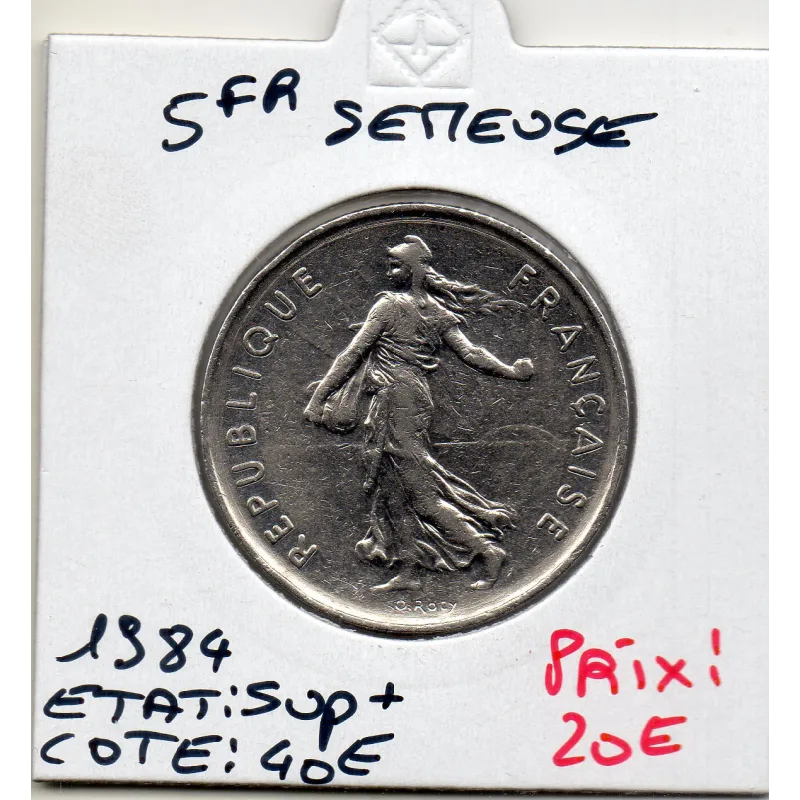 5FR SEMEUSE
REPUBLIQUE FRANÇAISE
O. ROTY
1984
ETAT: SUP+
COTE: 40E
PRIX!
20E